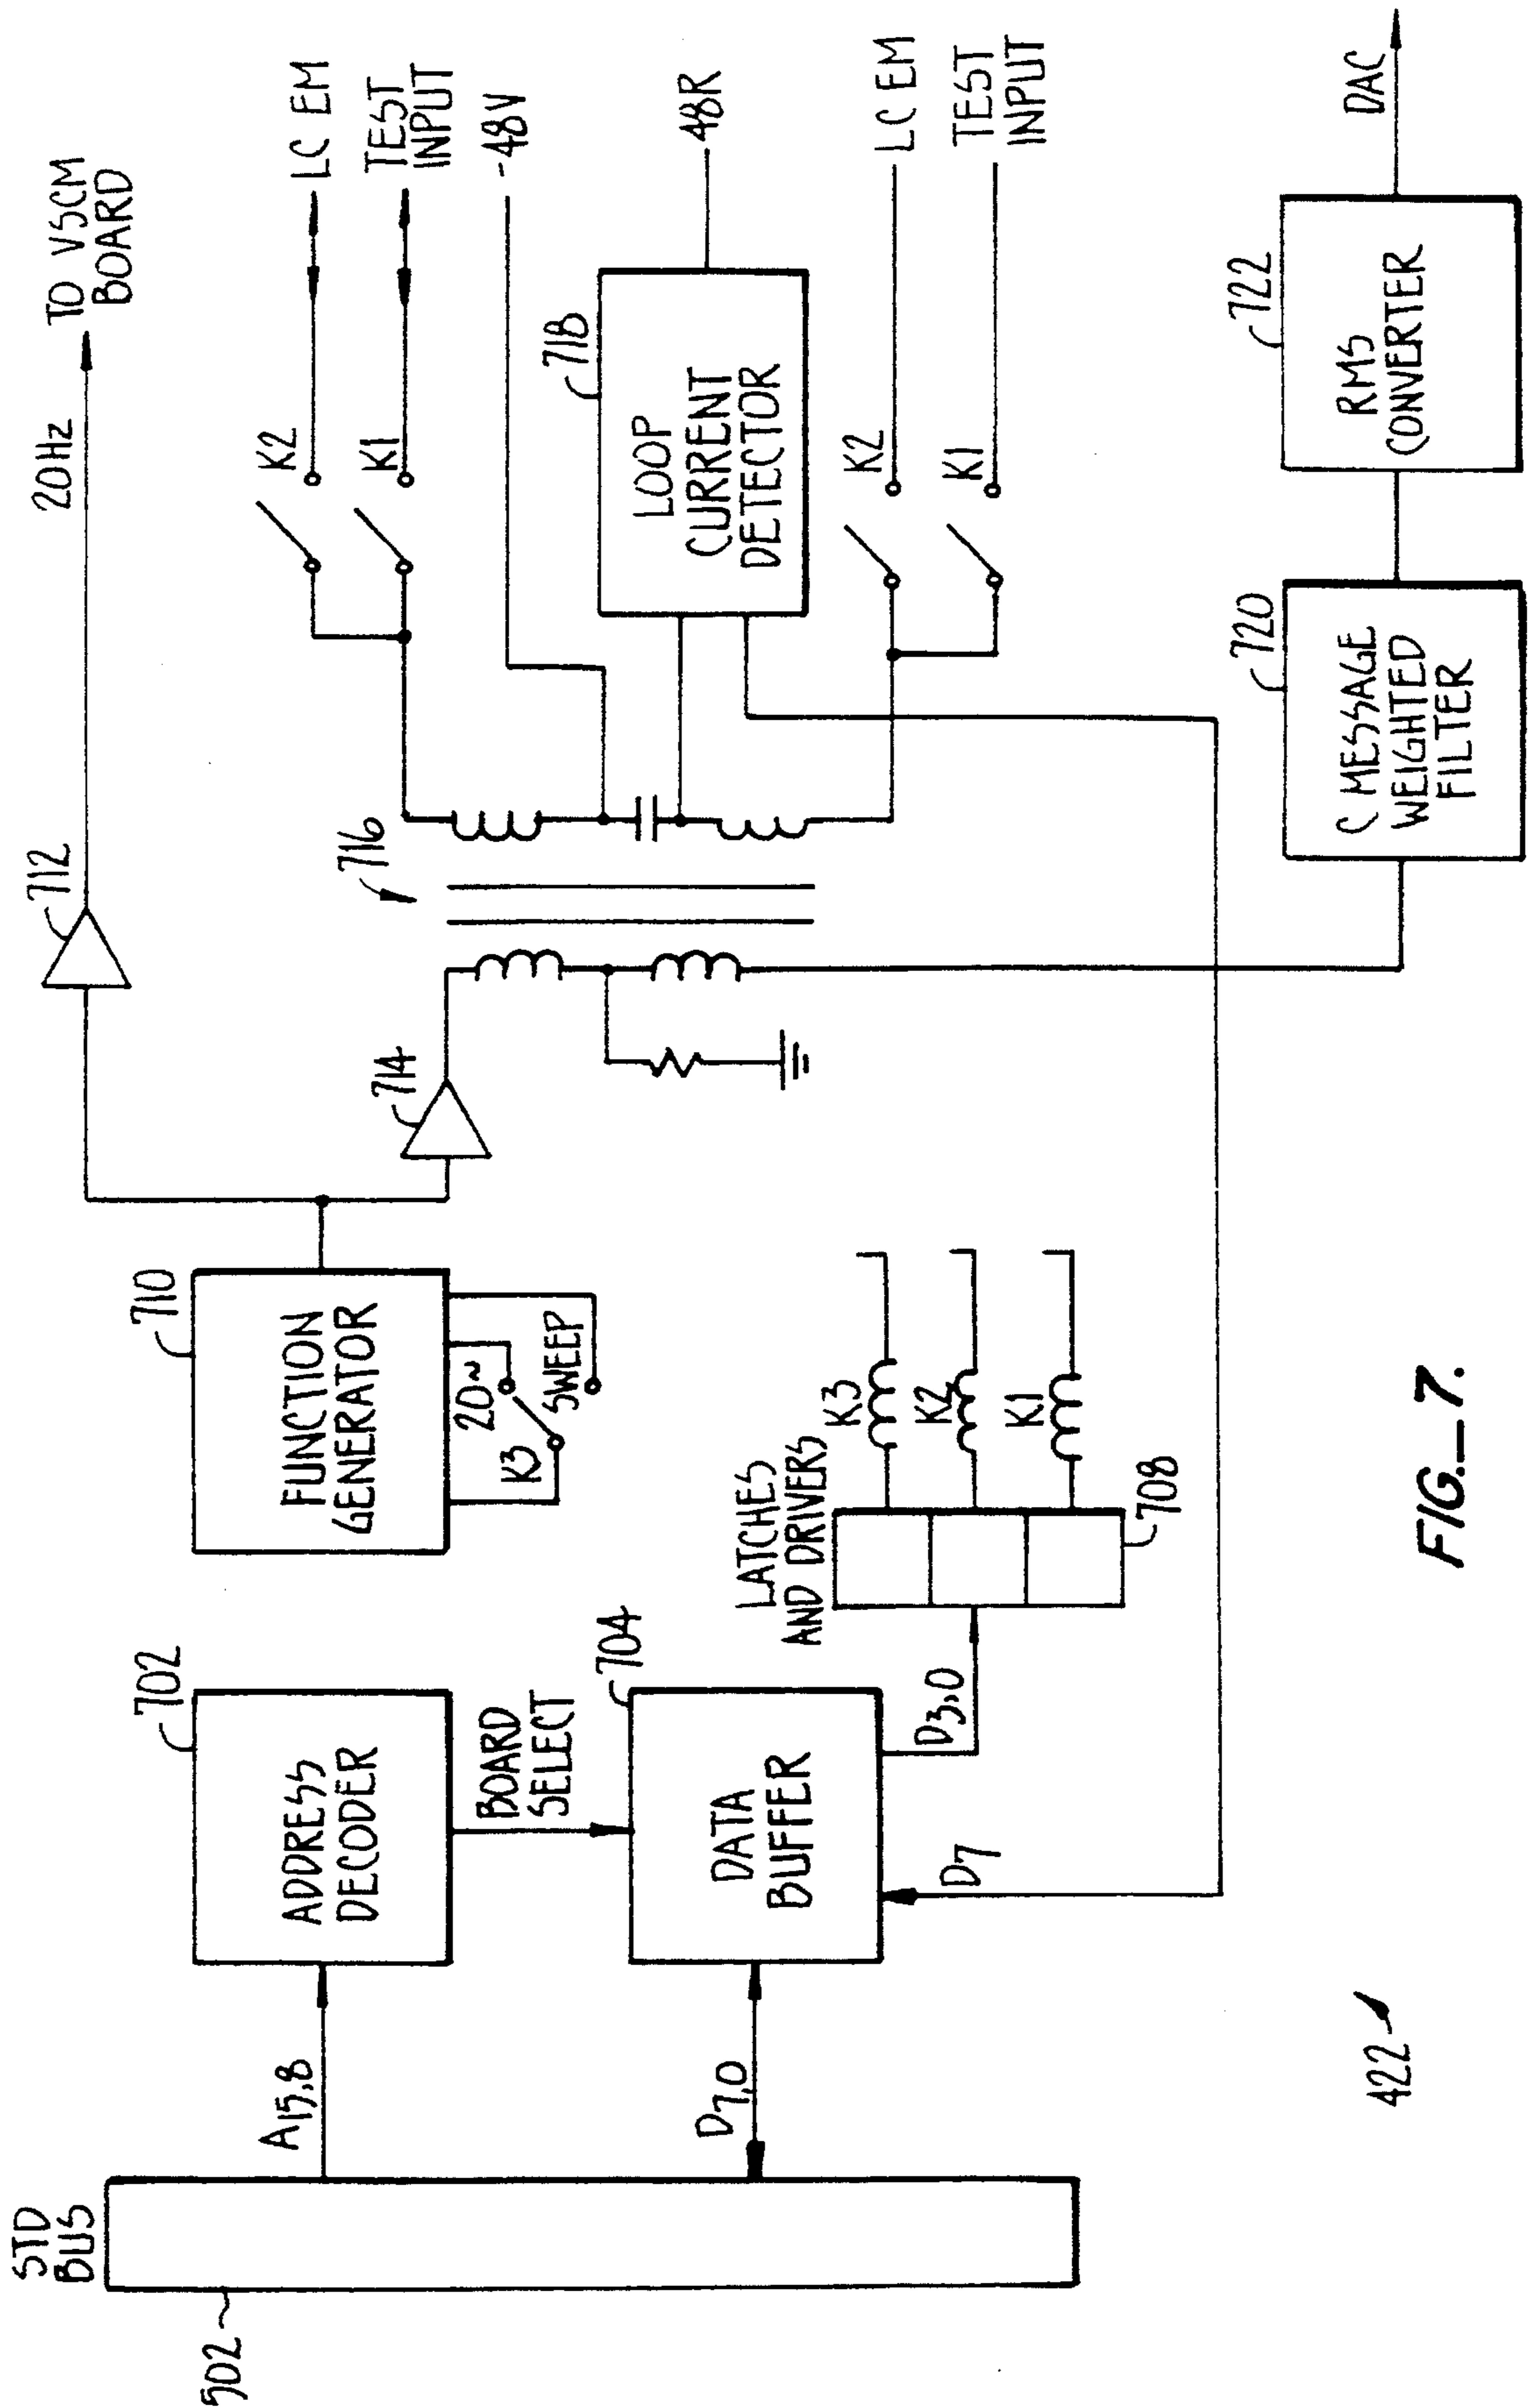 STD
BUS
502
A15,8
D7,0
702
ADDRESS
DECODER
BOARD
SELECT
704
DATA
BUFFER
D3,0
D7
LATCHES
AND DRIVERS
708
K3
K2
K1
710
FUNCTION
GENERATOR
20~
K3
SWEEP
712
20Hz
TO VSCM
BOARD
714
716
K2
LC EM
K1
TEST
INPUT
-48V
718
LOOP
CURRENT
DETECTOR
48R
K2
LC EM
K1
TEST
INPUT
720
C MESSAGE
WEIGHTED
FILTER
722
RMS
CONVERTER
DAC
422
FIG._7.